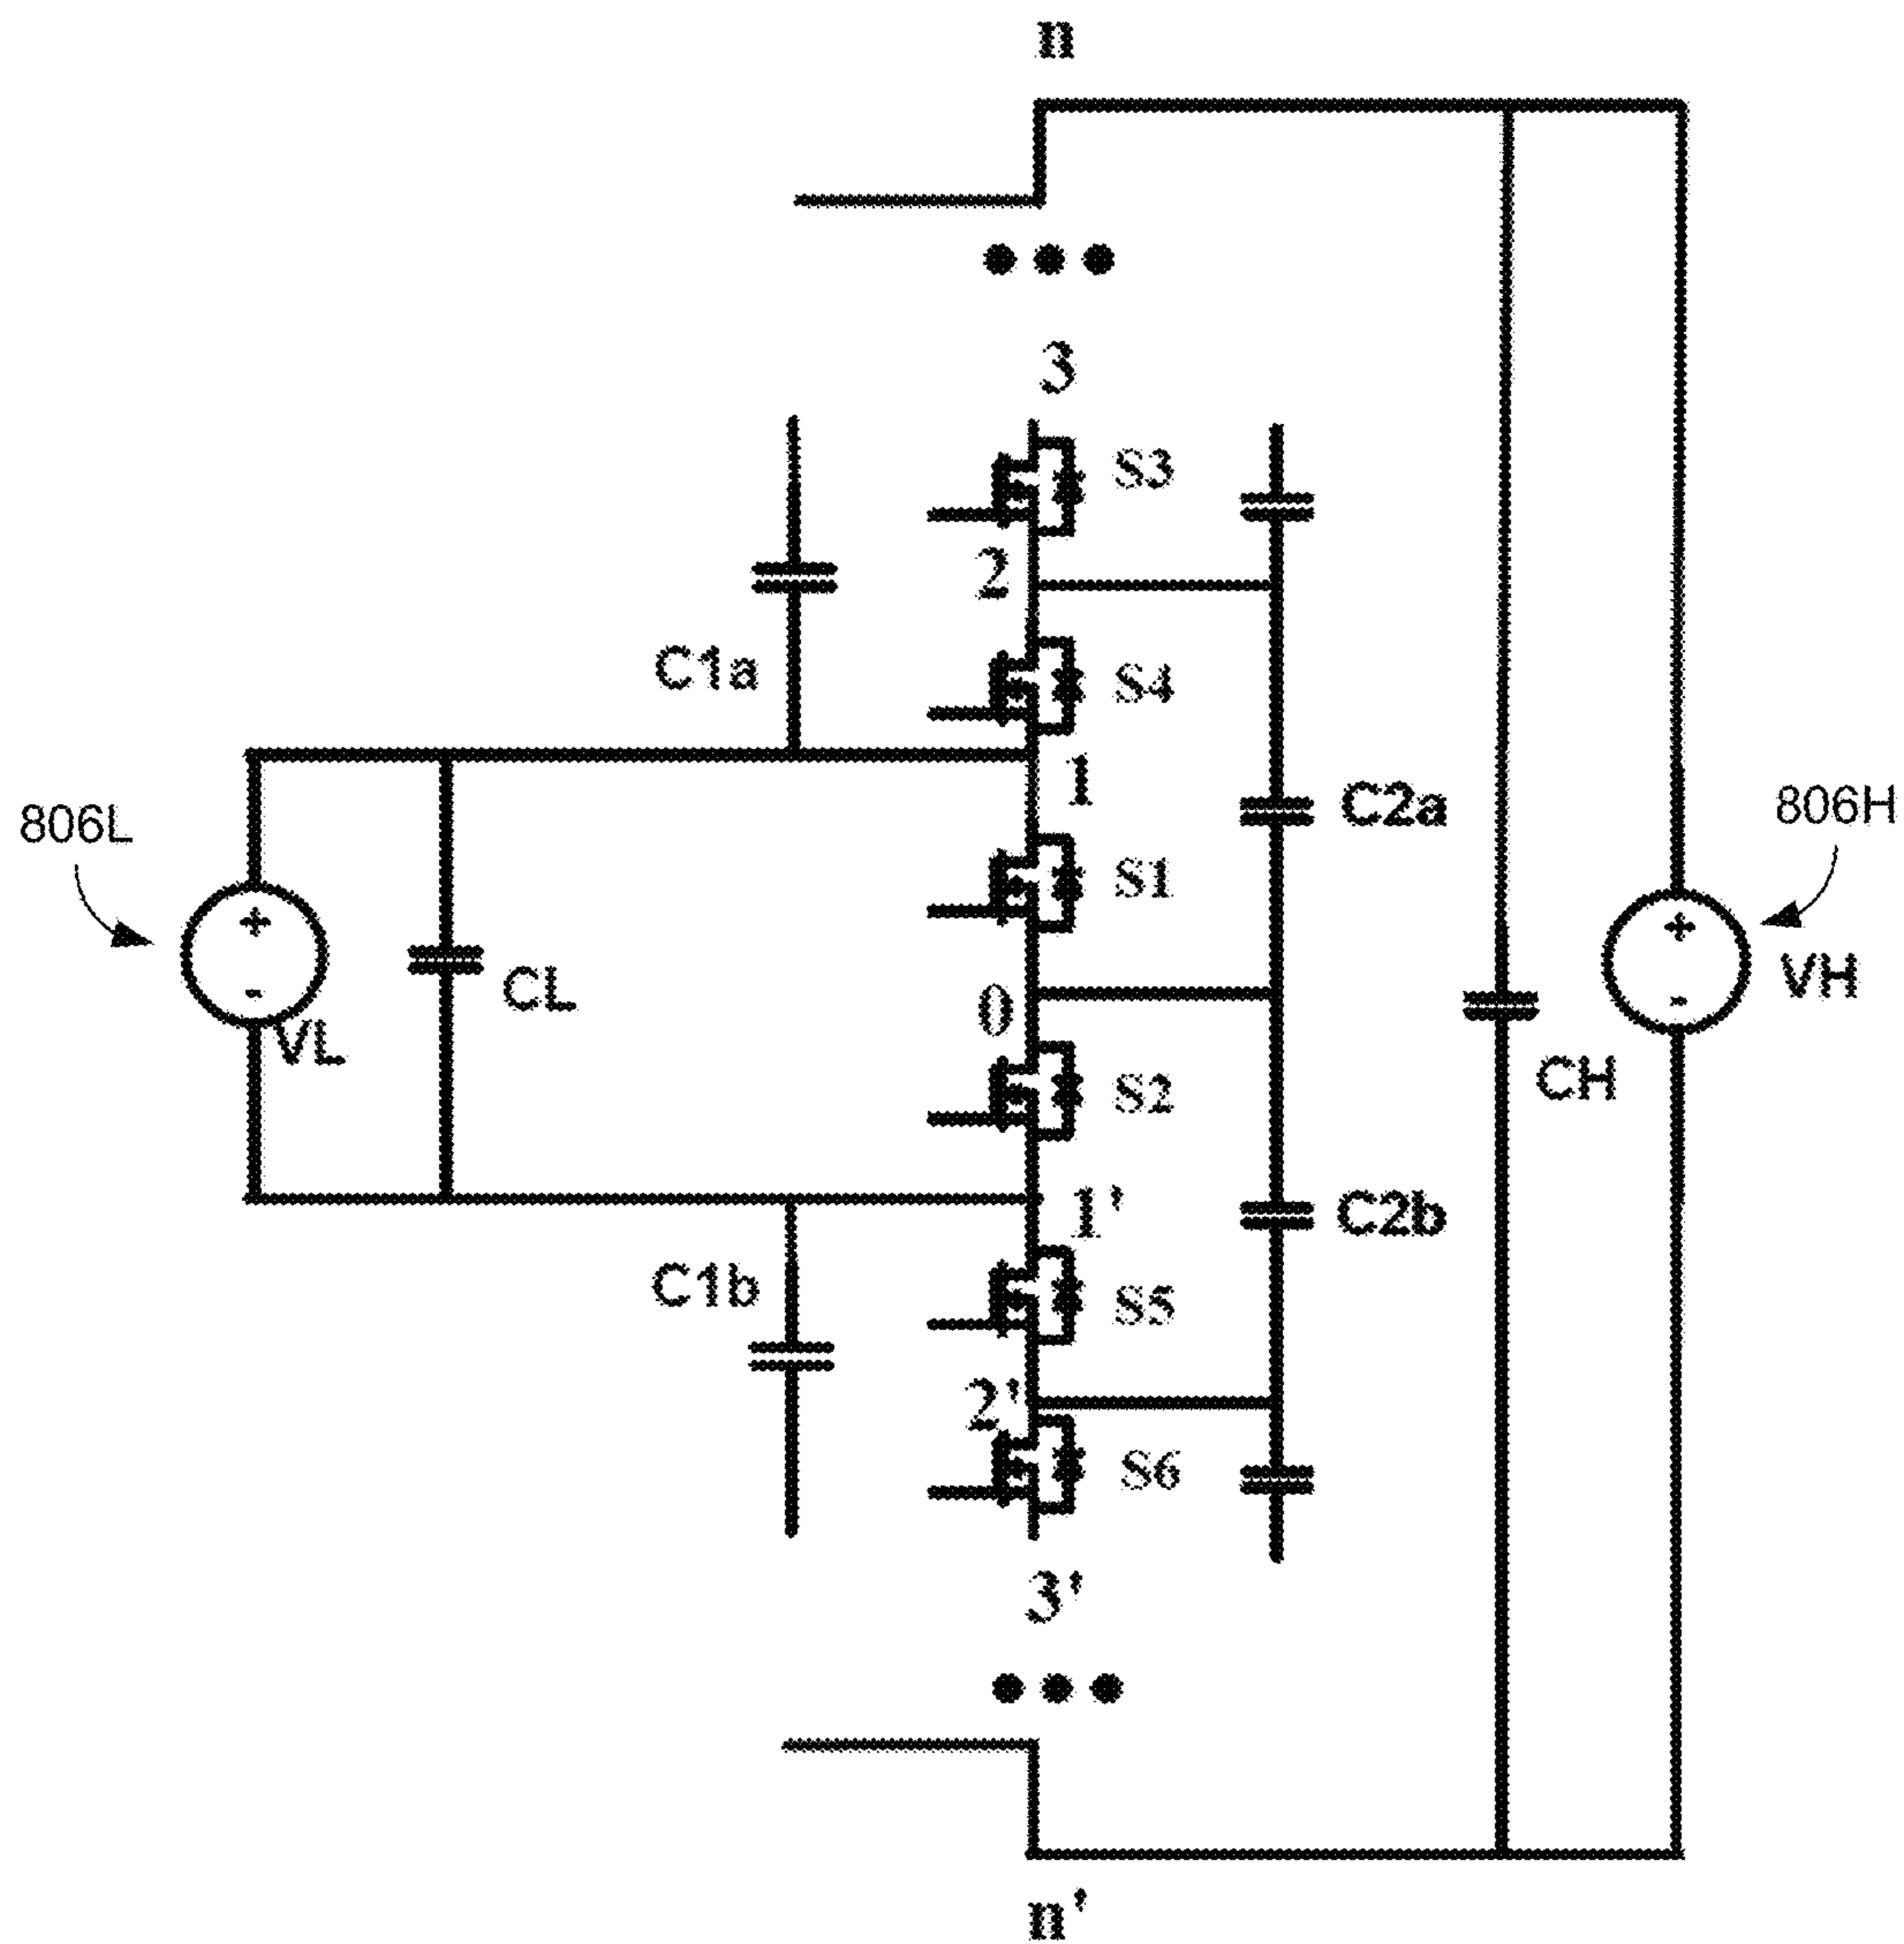 n
3
S3
2
C1a
S4
1
806L
C2a
806H
S1
VH
CL
0
VL
S2
CH
1'
C2b
C1b
S5
2'
S6
3'
n'